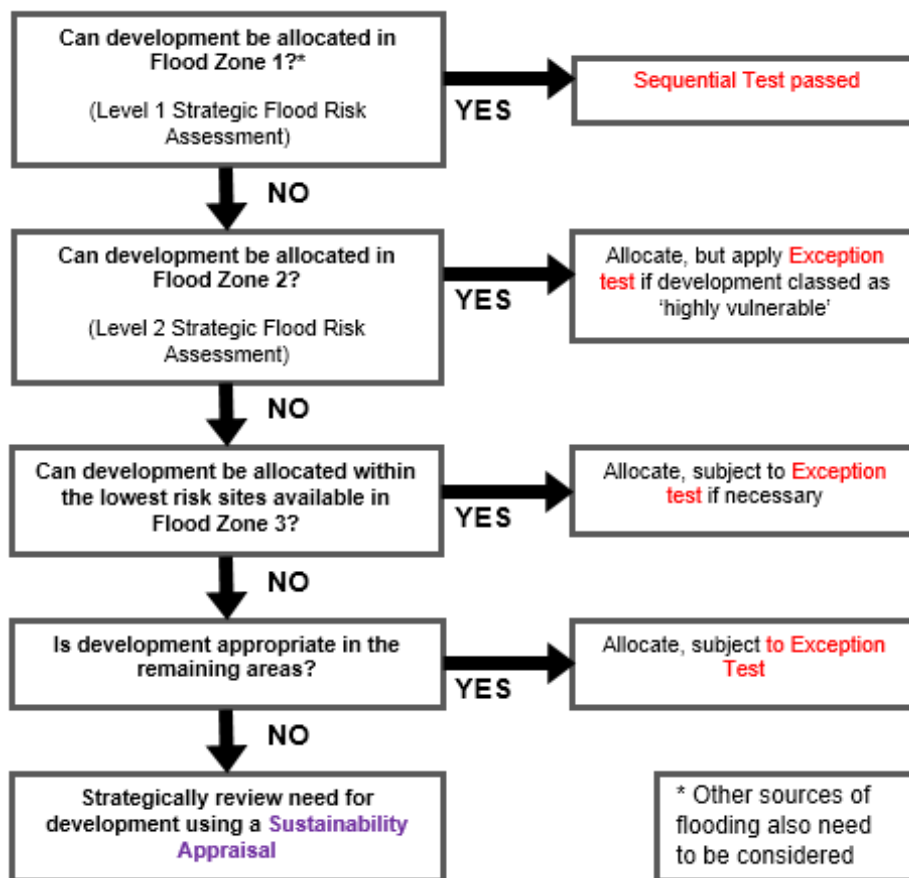 Can development be allocated in
Flood Zone 1?*
(Level 1 Strategic Flood Risk
Assessment)
YES
Sequential Test passed
NO
Can development be allocated in
Flood Zone 2?
(Level 2 Strategic Flood Risk
Assessment)
YES
Allocate, but apply Exception
test if development classed as
‘highly vulnerable’
NO
Can development be allocated within
the lowest risk sites available in
Flood Zone 3?
YES
Allocate, subject to Exception
test if necessary
NO
Is development appropriate in the
remaining areas?
YES
Allocate, subject to Exception
Test
NO
Strategically review need for
development using a Sustainability
Appraisal
* Other sources of
flooding also need
to be considered